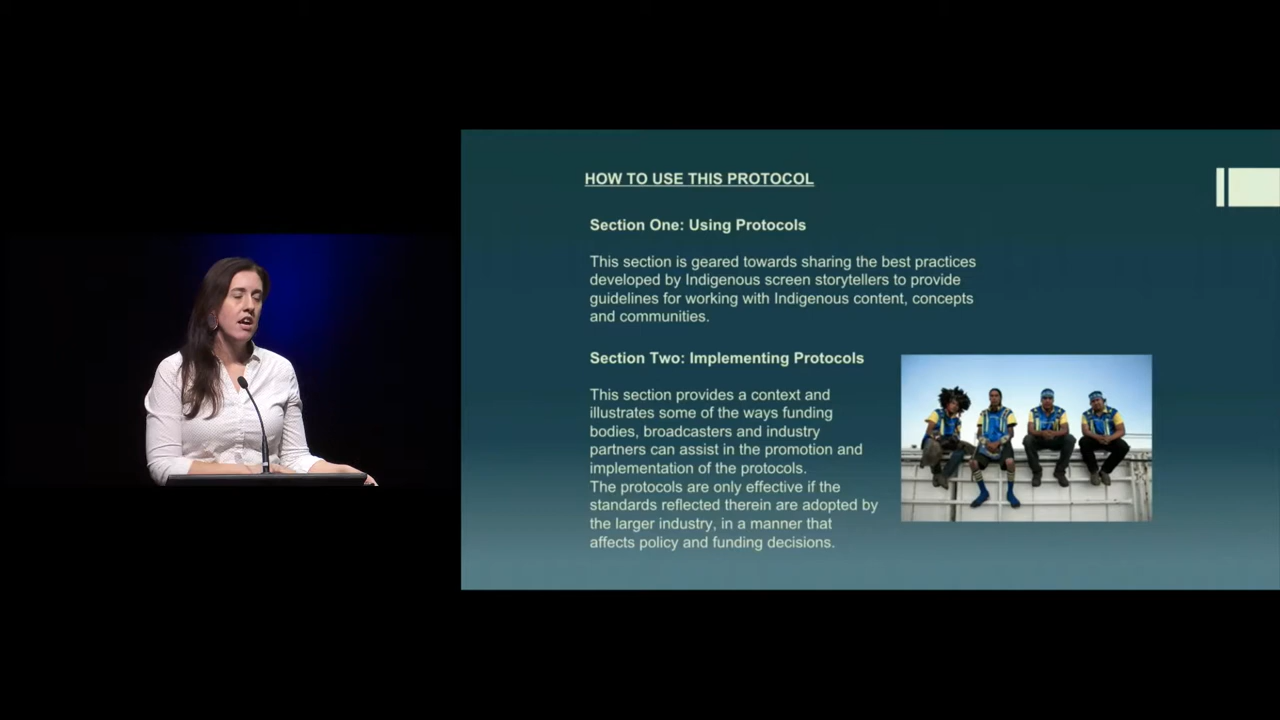 HOW TO USE THIS PROTOCOL
Section One: Using Protocols
This section is geared towards sharing the best practices
developed by Indigenous screen storytellers to provide
guidelines for working with Indigenous content, concepts
and communities.
Section Two: Implementing Protocols
This section provides a context and
illustrates some of the ways funding
bodies, broadcasters and industry
partners can assist in the promotion and
implementation of the protocols.
The protocols are only effective if the
standards reflected therein are adopted by
the larger industry, in a manner that
affects policy and funding decisions.